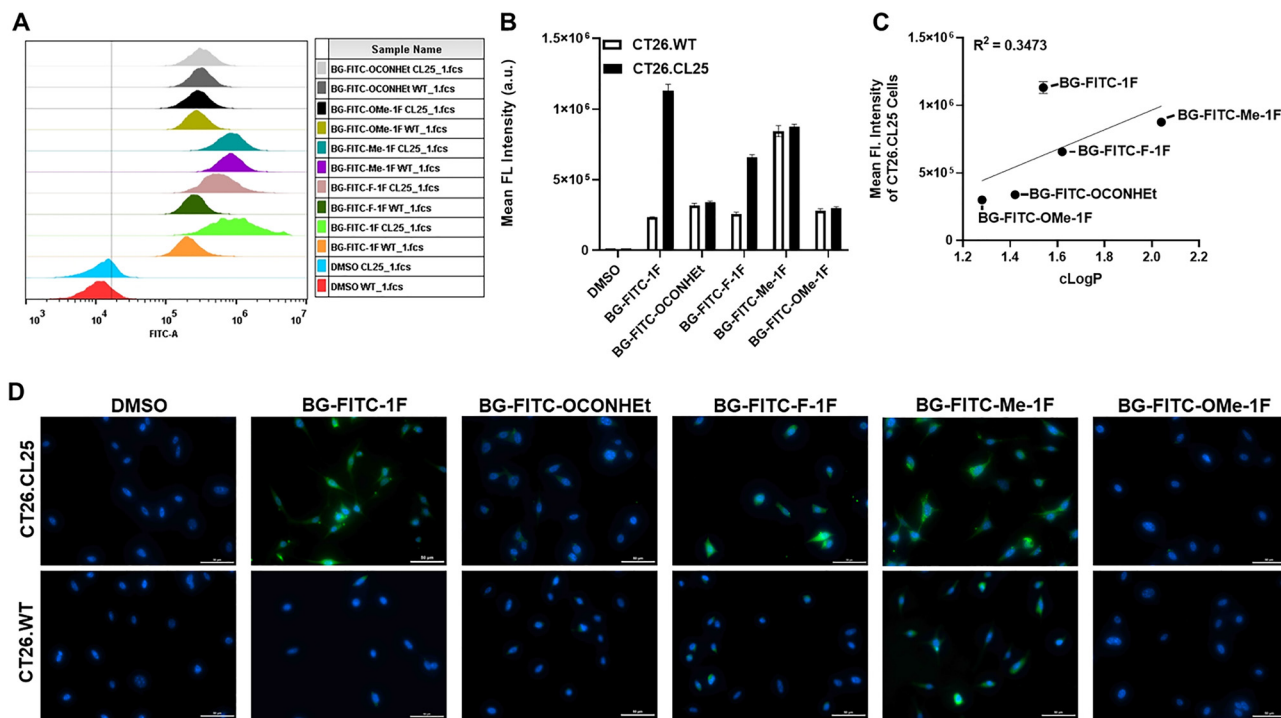 A
Sample Name
BG-FITC-OCONHEt CL25_1.fcs
BG-FITC-OCONHEt WT_1.fcs
BG-FITC-OMe-1F CL25_1.fcs
BG-FITC-OMe-1F WT_1.fcs
BG-FITC-Me-1F CL25_1.fcs
BG-FITC-Me-1F WT_1.fcs
BG-FITC-F-1F CL25_1.fcs
BG-FITC-F-1F WT_1.fcs
BG-FITC-1F CL25_1.fcs
BG-FITC-1F WT_1.fcs
DMSO CL25_1.fcs
DMSO WT_1.fcs
10³ 10⁴ 10⁵ 10⁶ 10⁷
FITC-A
B
Mean FL Intensity (a.u.)
1.5×10⁶
1×10⁶
5×10⁵
0
CT26.WT
CT26.CL25
DMSO
BG-FITC-1F
BG-FITC-OCONHEt
BG-FITC-F-1F
BG-FITC-Me-1F
BG-FITC-OMe-1F
C
Mean Fl. Intensity
of CT26.CL25 Cells
1.5×10⁶
1×10⁶
5×10⁵
0
R² = 0.3473
BG-FITC-1F
BG-FITC-Me-1F
BG-FITC-F-1F
BG-FITC-OCONHEt
BG-FITC-OMe-1F
1.2 1.4 1.6 1.8 2.0 2.2
cLogP
D
DMSO BG-FITC-1F BG-FITC-OCONHEt BG-FITC-F-1F BG-FITC-Me-1F BG-FITC-OMe-1F
CT26.CL25
50 μm
CT26.WT